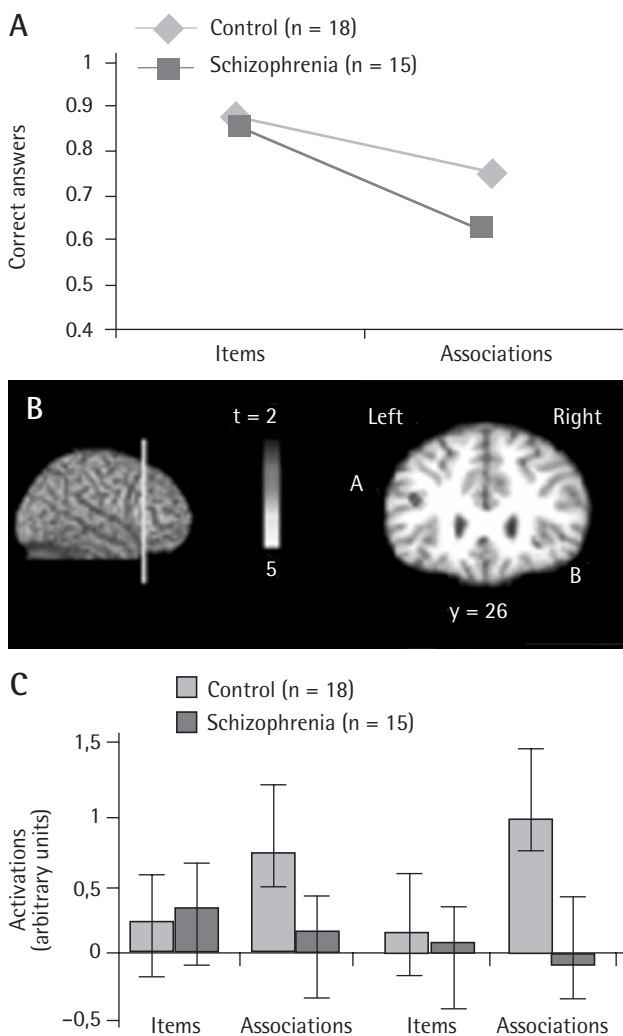 A
Control (n = 18)
Schizophrenia (n = 15)
Correct answers
1
0.9
0.8
0.7
0.6
0.5
0.4
Items
Associations
B
t = 2
5
Left
Right
A
B
y = 26
C
Control (n = 18)
Schizophrenia (n = 15)
Activations
(arbitrary units)
1,5
1
0,5
0
–0,5
Items
Associations
Items
Associations